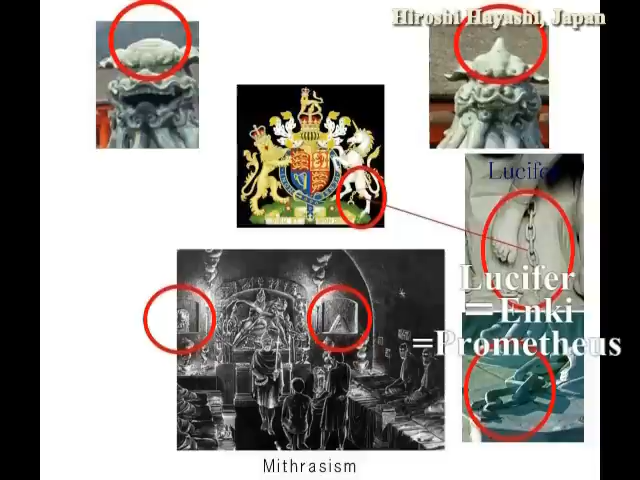 Hiroshi Hayashi, Japan
Lucifer
Lucifer
=Enki
=Prometheus
Mithrasism